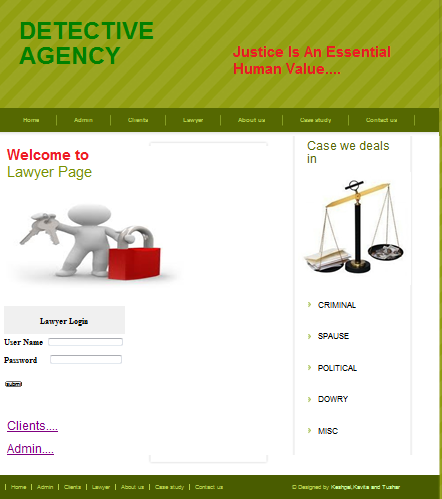 DETECTIVE
AGENCY
Justice Is An Essential
Human Value....
Home Admin Clients Lawyer About us Case study Contact us
Welcome to
Lawyer Page
Lawyer Login
User Name
Password
submi
Clients....
Admin....
Case we deals
in
CRIMINAL
SPAUSE
POLITICAL
DOWRY
MISC
Home Admin Clients Lawyer About us Case study Contact us
© Designed by Keshpal,Kavita and Tushar